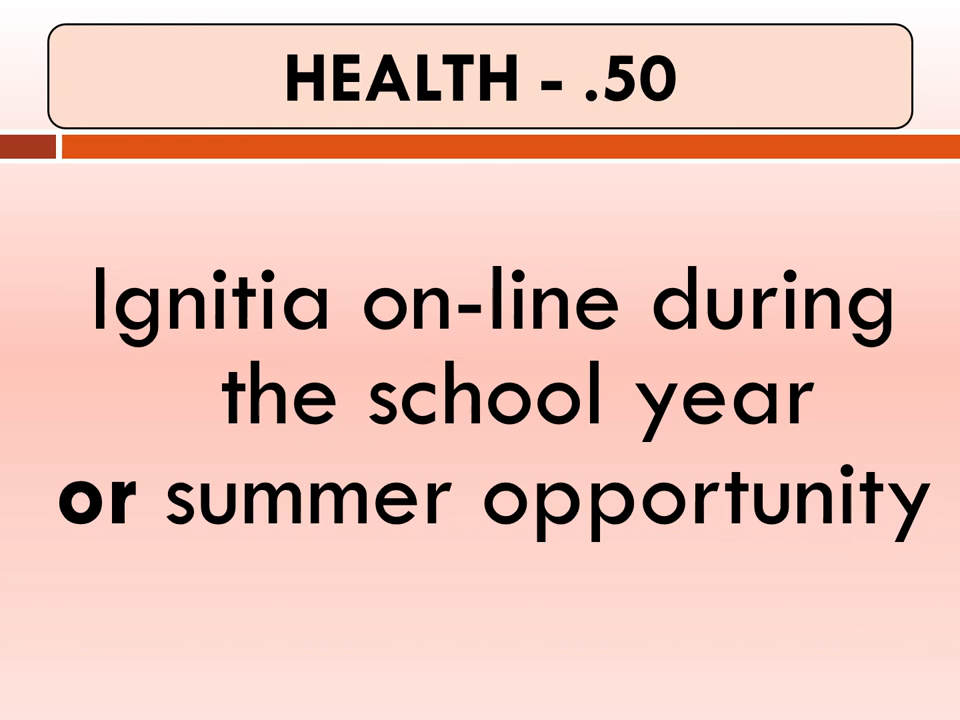 HEALTH - .50
Ignitia on-line during
the school year
or summer opportunity